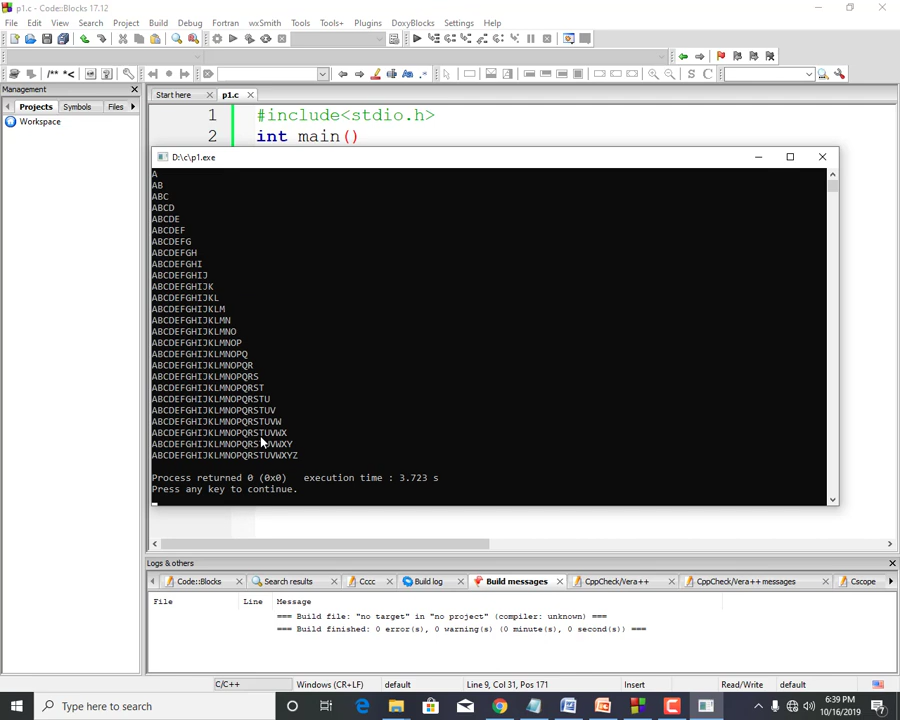 p1.c - Code::Blocks 17.12
File Edit View Search Project Build Debug Fortran wxSmith Tools Tools+ Plugins DoxyBlocks Settings Help
/** *<
S C
Management
Start here
p1.c
Projects Symbols Files
Workspace
1 #include<stdio.h>
2 int main()
D:\c\p1.exe
A
AB
ABC
ABCD
ABCDE
ABCDEF
ABCDEFG
ABCDEFGH
ABCDEFGHI
ABCDEFGHIJ
ABCDEFGHIJK
ABCDEFGHIJKL
ABCDEFGHIJKLM
ABCDEFGHIJKLMN
ABCDEFGHIJKLMNO
ABCDEFGHIJKLMNOP
ABCDEFGHIJKLMNOPQ
ABCDEFGHIJKLMNOPQR
ABCDEFGHIJKLMNOPQRS
ABCDEFGHIJKLMNOPQRST
ABCDEFGHIJKLMNOPQRSTU
ABCDEFGHIJKLMNOPQRSTUV
ABCDEFGHIJKLMNOPQRSTUVW
ABCDEFGHIJKLMNOPQRSTUVWX
ABCDEFGHIJKLMNOPQRSTUVWXY
ABCDEFGHIJKLMNOPQRSTUVWXYZ
Process returned 0 (0x0) execution time : 3.723 s
Press any key to continue.
Logs & others
Code::Blocks Search results Cccc Build log Build messages CppCheck/Vera++ CppCheck/Vera++ messages Cscope
File Line Message
=== Build file: "no target" in "no project" (compiler: unknown) ===
=== Build finished: 0 error(s), 0 warning(s) (0 minute(s), 0 second(s)) ===
C/C++ Windows (CR+LF) default Line 9, Col 31, Pos 171 Insert Read/Write default
Type here to search
6:39 PM
10/16/2019
7